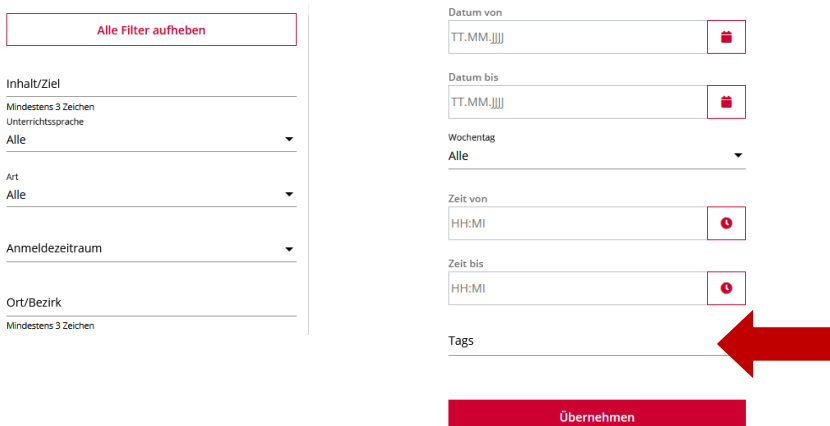 Alle Filter aufheben
Inhalt/Ziel
Mindestens 3 Zeichen
Unterrichtssprache
Alle
Art
Alle
Anmeldezeitraum
Ort/Bezirk
Mindestens 3 Zeichen
Datum von
TT.MM.JJJJ
Datum bis
TT.MM.JJJJ
Wochentag
Alle
Zeit von
HH:MI
Zeit bis
HH:MI
Tags
Übernehmen